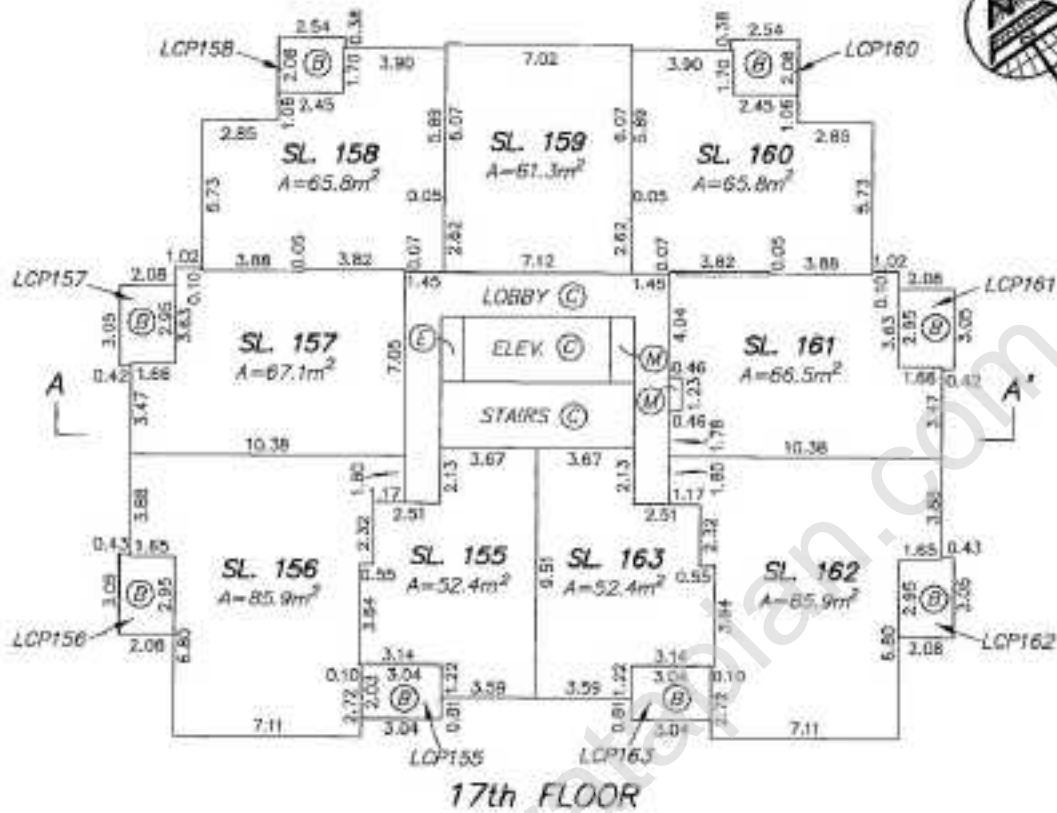 2.54
0.38
0.38
2.54
LCP158
2.08
B
1.70
3.90
7.02
3.90
1.70
B
2.08
LCP160
2.45
2.45
1.06
1.06
2.85
2.85
5.89
6.07
6.07
5.89
SL. 158
A=65.8m²
SL. 159
A=61.3m²
SL. 160
A=65.8m²
5.73
5.73
0.05
0.05
2.62
2.62
1.02
3.88
0.05
3.82
0.07
7.12
0.07
3.82
0.05
3.88
1.02
LCP157
2.08
0.10
1.45
1.45
0.10
2.08
LCP161
LOBBY C
3.05
B
2.95
3.63
3.63
2.95
B
3.05
SL. 157
A=67.1m²
7.05
E
ELEV. C
M
4.04
SL. 161
A=66.5m²
0.46
M
1.23
0.46
0.42
1.66
1.66
0.42
A
A'
3.47
3.47
STAIRS C
1.78
10.38
10.38
1.80
1.80
3.67
3.67
2.13
2.13
1.17
1.17
2.51
2.51
3.88
3.88
2.32
2.32
0.43
1.65
1.65
0.43
SL. 156
A=85.9m²
SL. 155
A=52.4m²
SL. 163
A=52.4m²
SL. 162
A=85.9m²
0.55
0.55
3.05
B
2.95
2.95
B
3.05
3.84
3.84
LCP156
2.08
2.08
LCP162
6.80
6.80
3.14
3.14
0.10
3.04
1.22
1.22
3.04
0.10
2.72
2.03
B
3.59
3.59
B
2.72
0.81
0.81
7.11
3.04
3.04
7.11
LCP155
LCP163
17th FLOOR